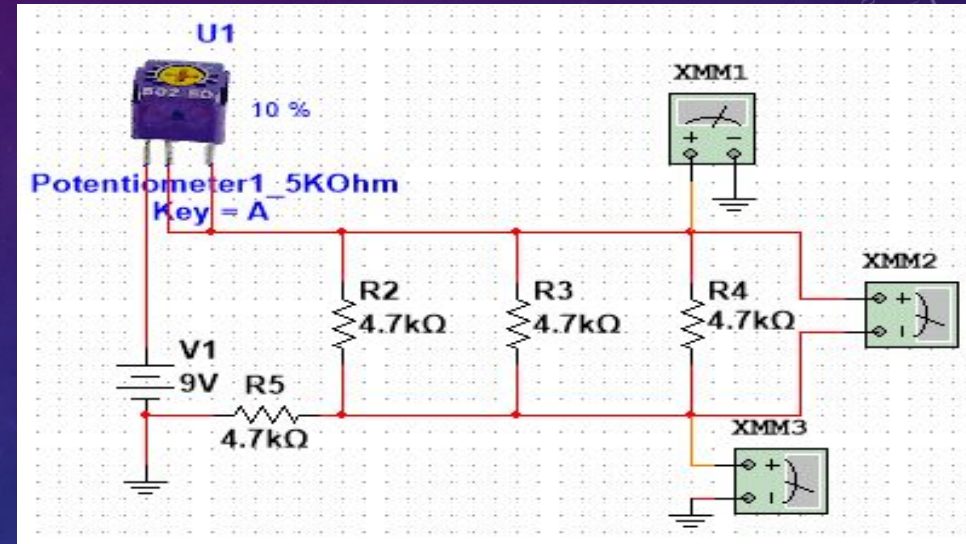 U1
10 %
Potentiometer1_5KOhm
Key = A
XMM1
XMM2
R2
4.7kΩ
R3
4.7kΩ
R4
4.7kΩ
V1
9V
R5
4.7kΩ
XMM3